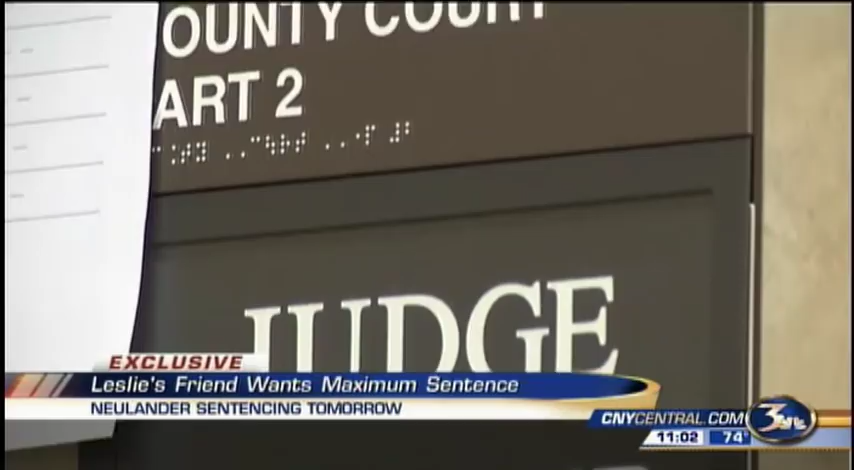 OUNTY COURT
ART 2
JUDGE
EXCLUSIVE
Leslie's Friend Wants Maximum Sentence
NEULANDER SENTENCING TOMORROW
CNYCENTRAL.COM 3
11:02 74°